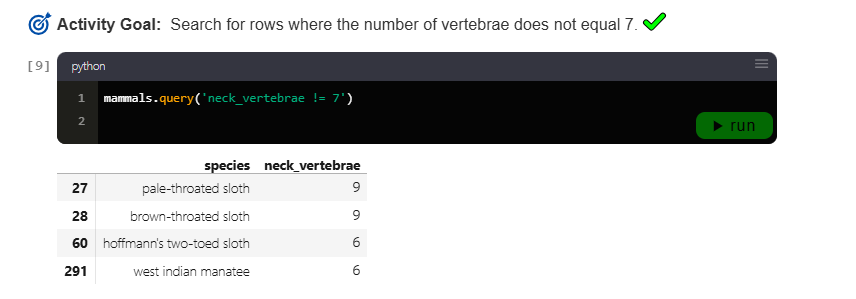 Activity Goal: Search for rows where the number of vertebrae does not equal 7.
[9] python
1 mammals.query('neck_vertebrae != 7')
2
run
species neck_vertebrae
27 pale-throated sloth 9
28 brown-throated sloth 9
60 hoffmann's two-toed sloth 6
291 west indian manatee 6